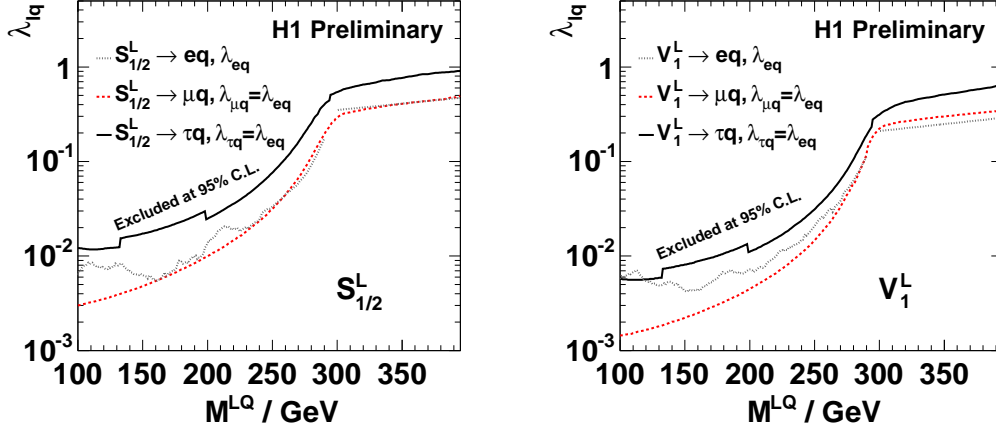 λ_lq
H1 Preliminary
S^L_1/2 → eq, λ_eq
S^L_1/2 → μq, λ_μq=λ_eq
S^L_1/2 → τq, λ_τq=λ_eq
Excluded at 95% C.L.
S^L_1/2
1
10^-1
10^-2
10^-3
100 150 200 250 300 350
M^LQ / GeV
λ_lq
H1 Preliminary
V^L_1 → eq, λ_eq
V^L_1 → μq, λ_μq=λ_eq
V^L_1 → τq, λ_τq=λ_eq
Excluded at 95% C.L.
V^L_1
1
10^-1
10^-2
10^-3
100 150 200 250 300 350
M^LQ / GeV